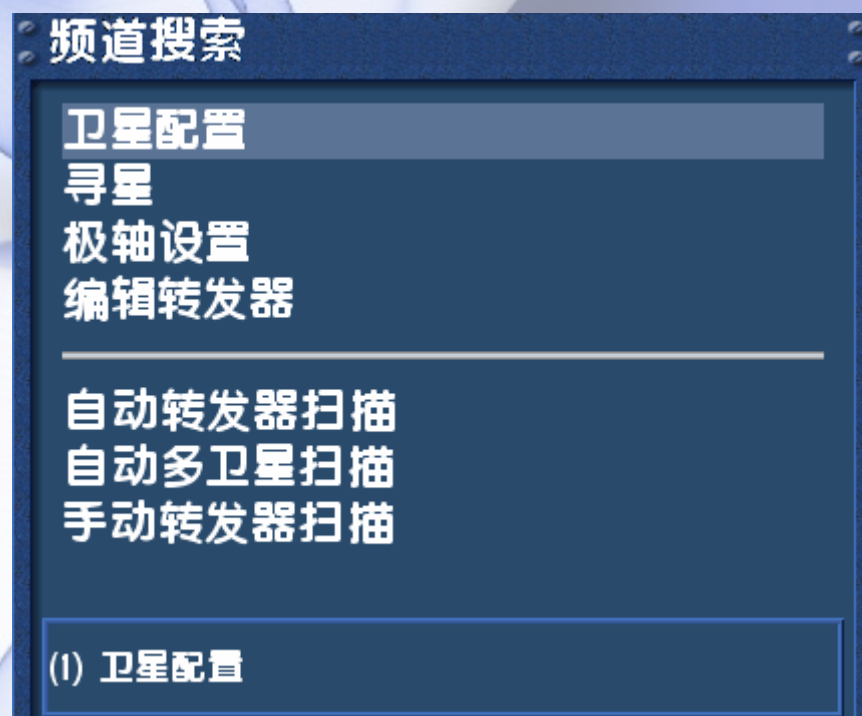 频道搜索
卫星配置
寻星
极轴设置
编辑转发器
自动转发器扫描
自动多卫星扫描
手动转发器扫描
(1) 卫星配置